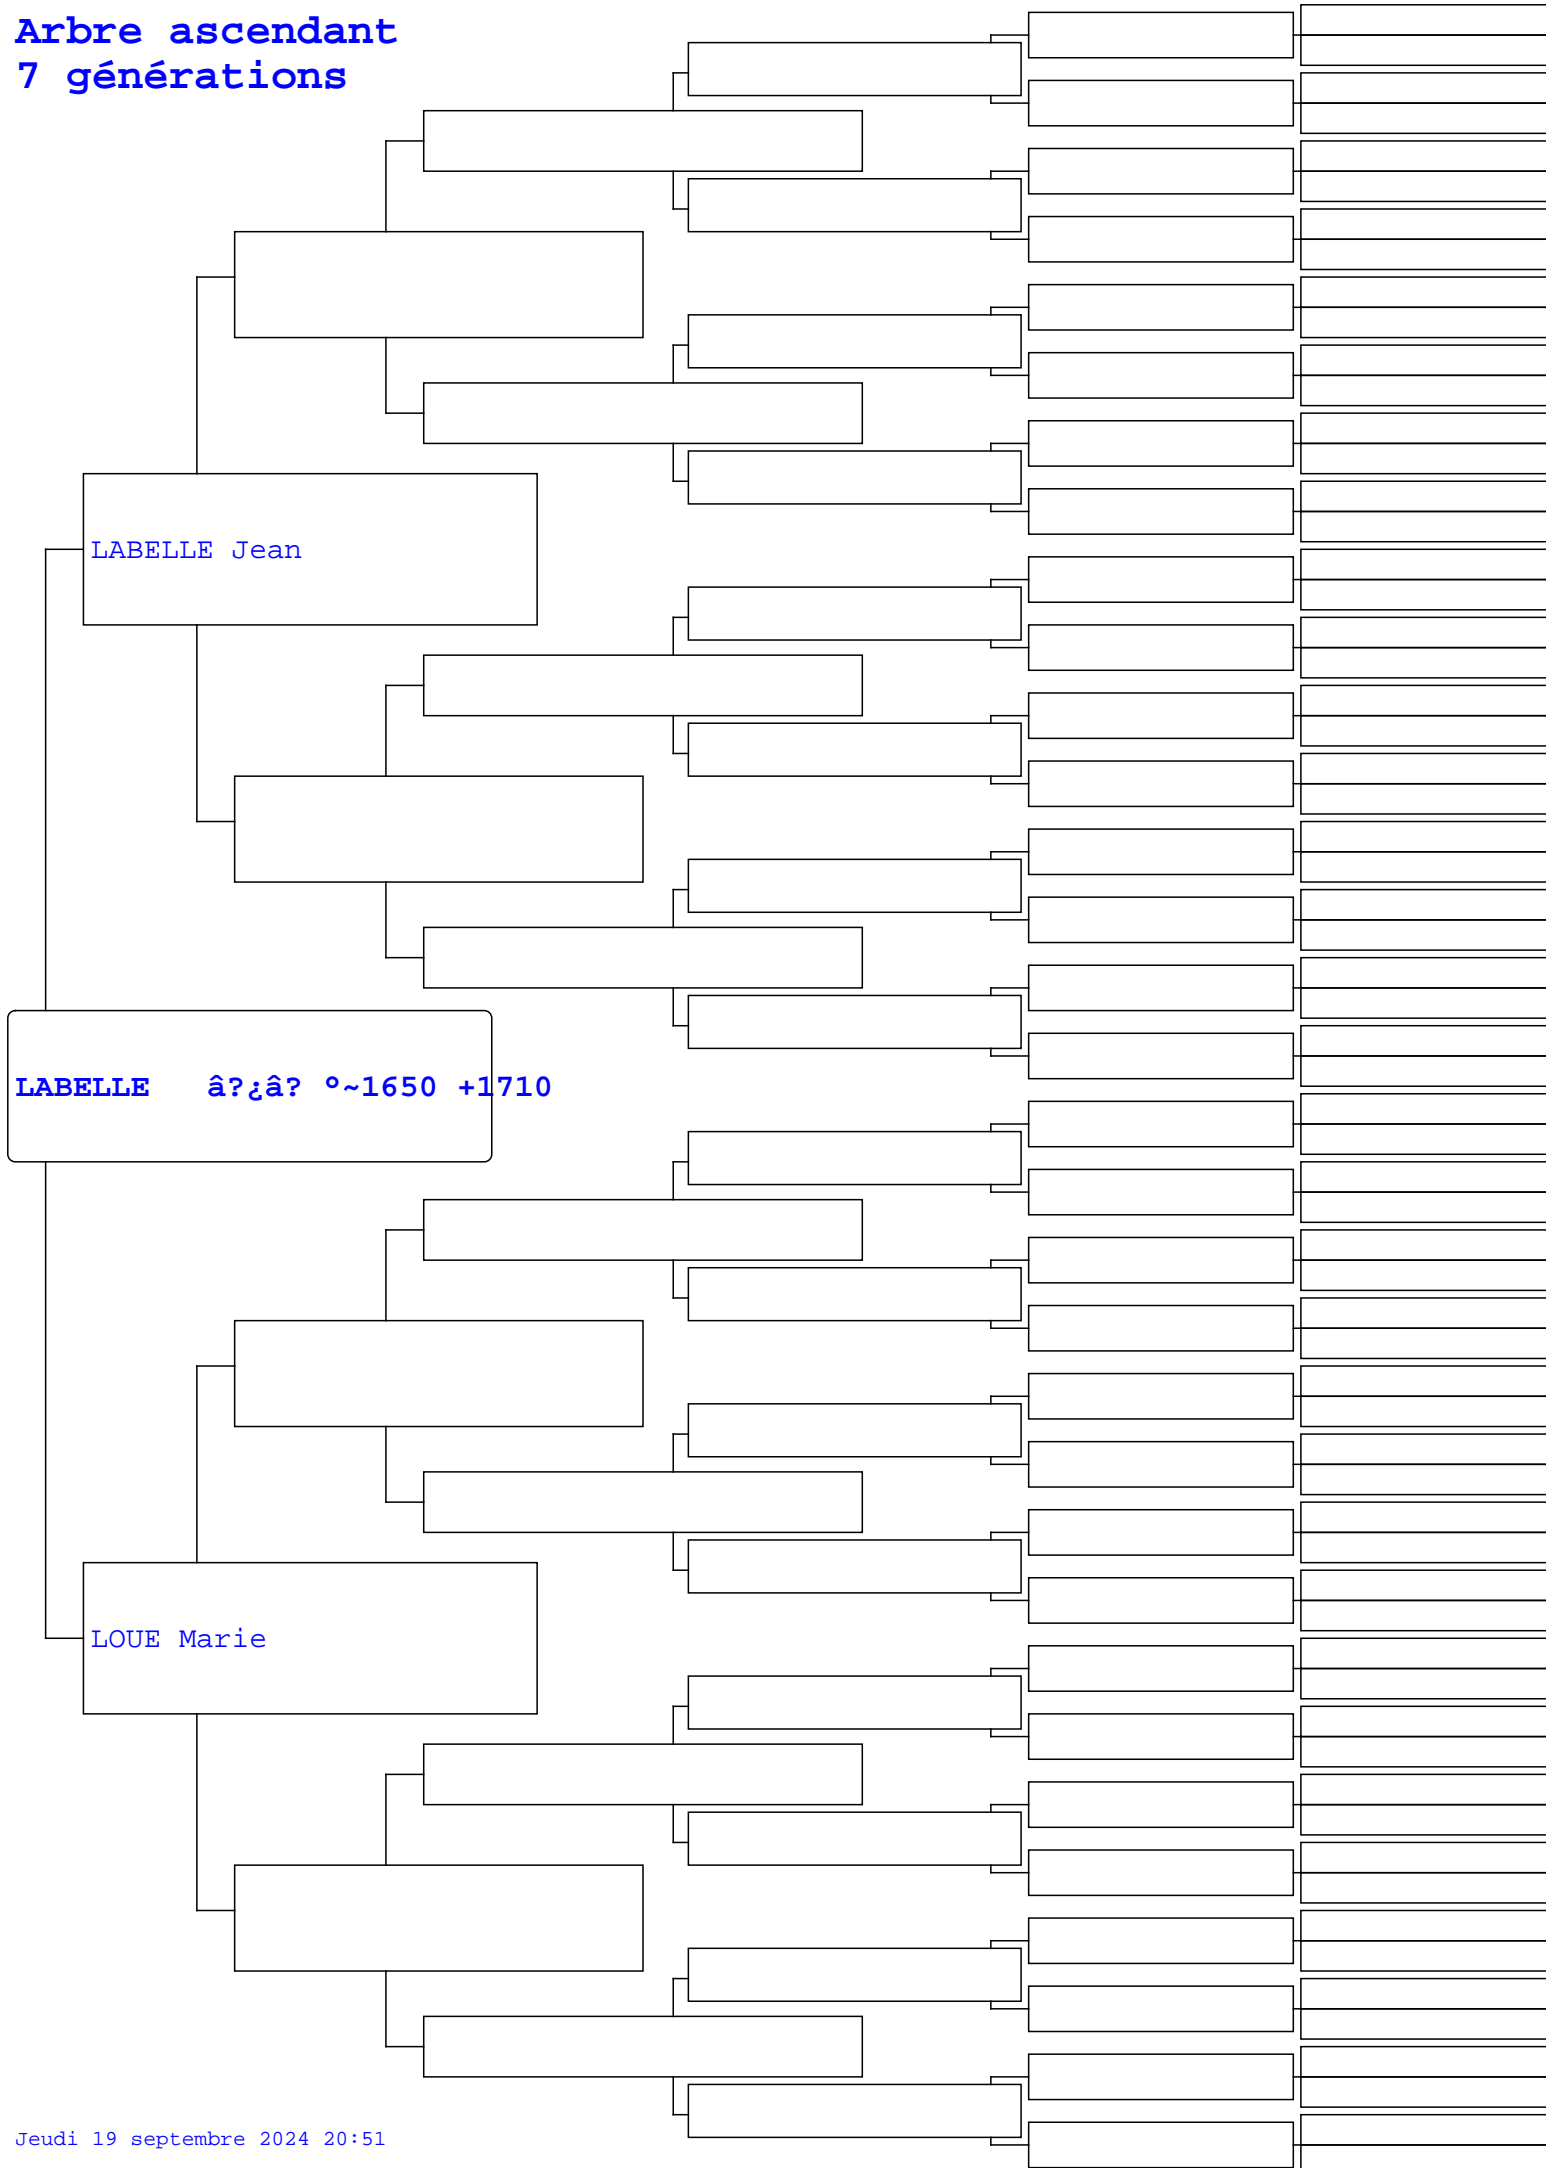 Arbre ascendant
7 générations
LABELLE Jean
LABELLE   â?¿â? °~1650 +1710
LOUE Marie
Jeudi 19 septembre 2024 20:51